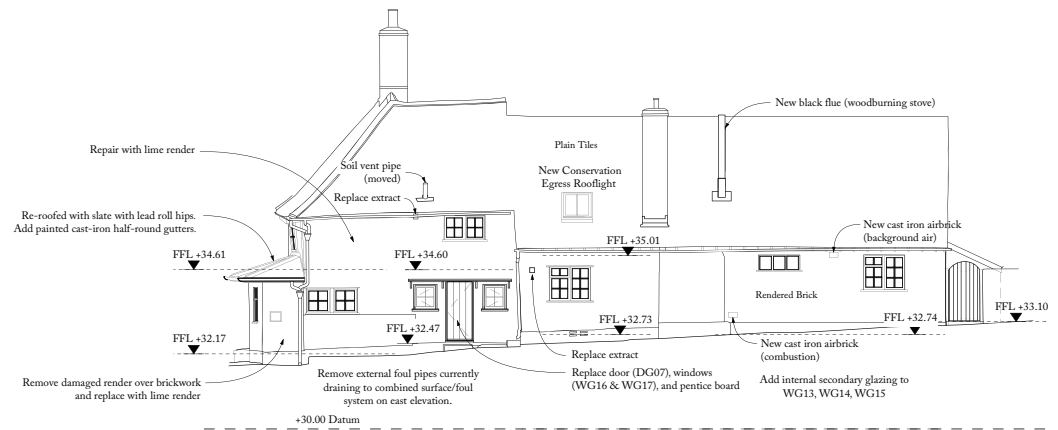 New black flue (woodburning stove)
Plain Tiles
Repair with lime render
Soil vent pipe
(moved)
New Conservation
Egress Rooflight
Replace extract
Re-roofed with slate with lead roll hips.
Add painted cast-iron half-round gutters.
New cast iron airbrick
(background air)
FFL +35.01
FFL +34.61
FFL +34.60
Rendered Brick
FFL +33.10
FFL +32.73
FFL +32.74
FFL +32.47
FFL +32.17
New cast iron airbrick
(combustion)
Replace extract
Replace door (DG07), windows
(WG16 & WG17), and pentice board
Remove external foul pipes currently
draining to combined surface/foul
system on east elevation.
Remove damaged render over brickwork
and replace with lime render
Add internal secondary glazing to
WG13, WG14, WG15
+30.00 Datum